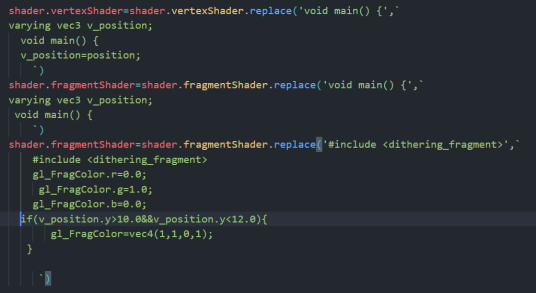 shader.vertexShader=shader.vertexShader.replace('void main() {',`
varying vec3 v_position;
void main() {
v_position=position;
`)
shader.fragmentShader=shader.fragmentShader.replace('void main() {',`
varying vec3 v_position;
void main() {
`)
shader.fragmentShader=shader.fragmentShader.replace('#include <dithering_fragment>',`
#include <dithering_fragment>
gl_FragColor.r=0.0;
gl_FragColor.g=1.0;
gl_FragColor.b=0.0;
if(v_position.y>10.0&&v_position.y<12.0){
gl_FragColor=vec4(1,1,0,1);
}
`)